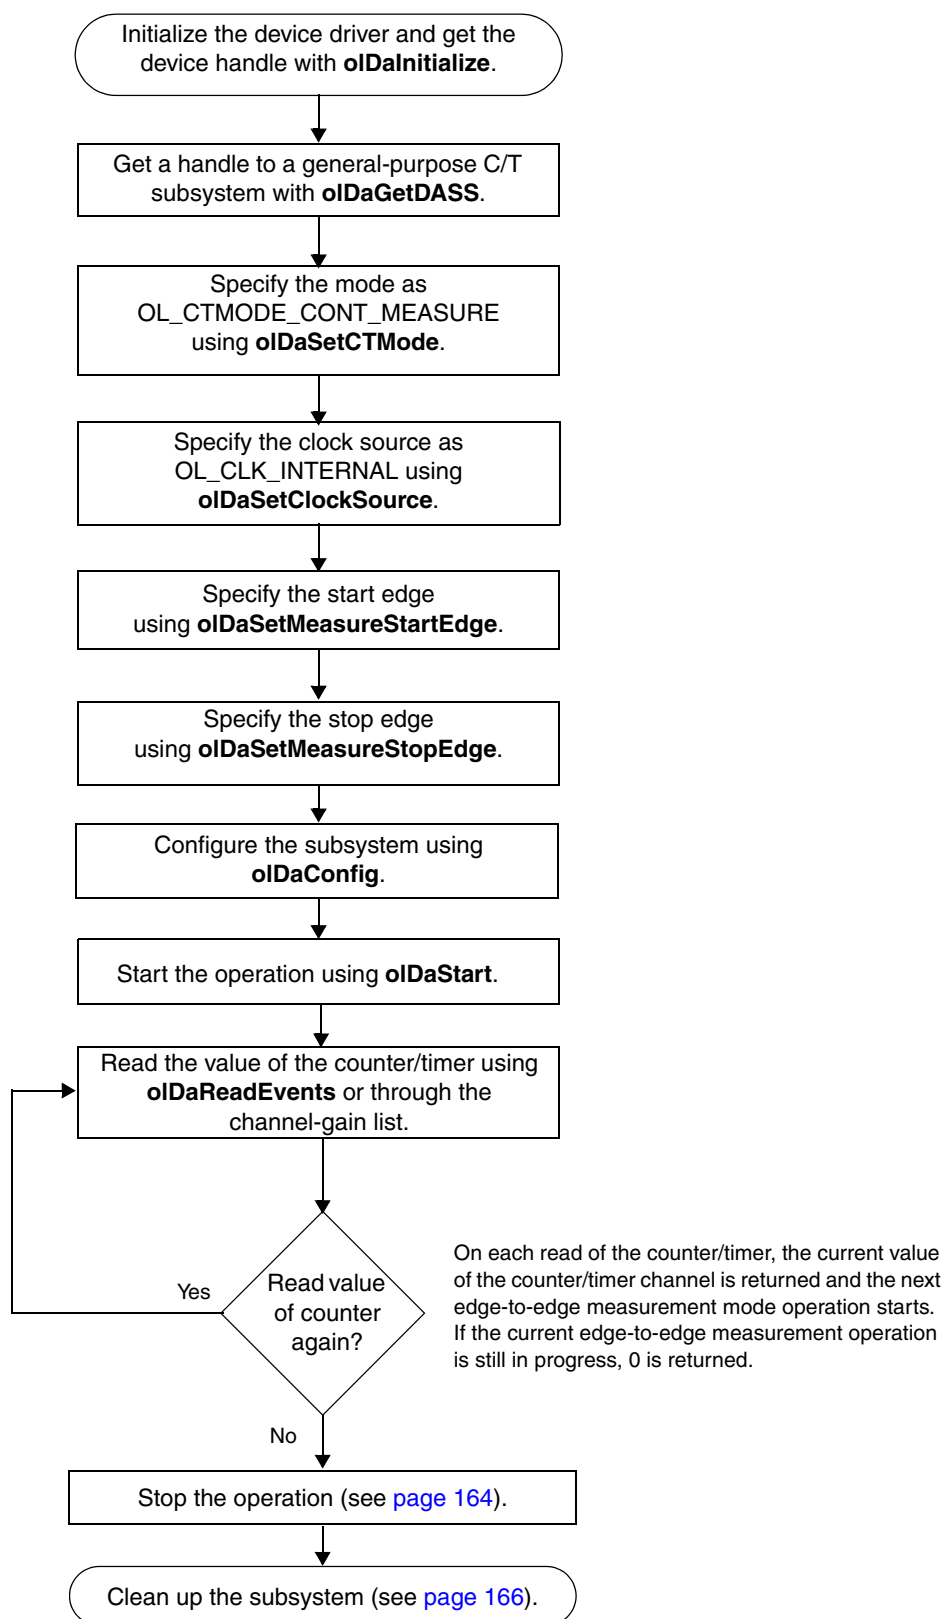 Initialize the device driver and get the
device handle with olDaInitialize.
Get a handle to a general-purpose C/T
subsystem with olDaGetDASS.
Specify the mode as
OL_CTMODE_CONT_MEASURE
using olDaSetCTMode.
Specify the clock source as
OL_CLK_INTERNAL using
olDaSetClockSource.
Specify the start edge
using olDaSetMeasureStartEdge.
Specify the stop edge
using olDaSetMeasureStopEdge.
Configure the subsystem using
olDaConfig.
Start the operation using olDaStart.
Read the value of the counter/timer using
olDaReadEvents or through the
channel-gain list.
Yes
Read value
of counter
again?
On each read of the counter/timer, the current value
of the counter/timer channel is returned and the next
edge-to-edge measurement mode operation starts.
If the current edge-to-edge measurement operation
is still in progress, 0 is returned.
No
Stop the operation (see page 164).
Clean up the subsystem (see page 166).